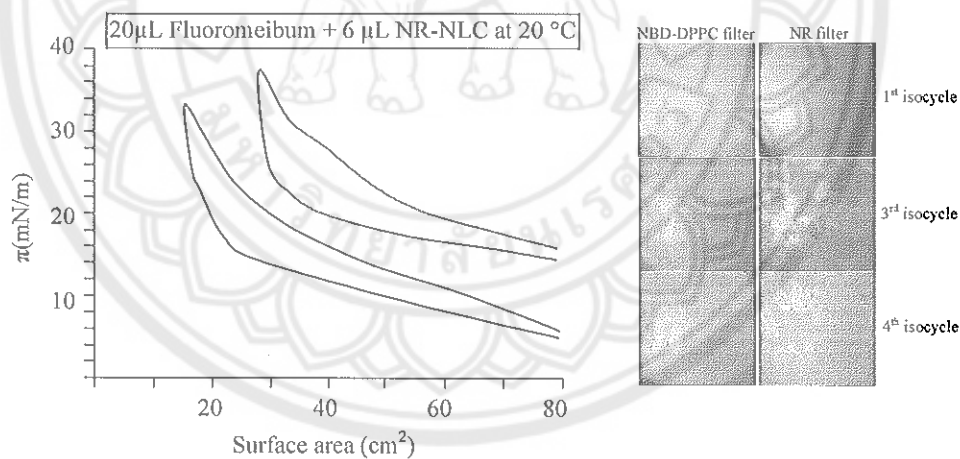 20µL Fluoromeibum + 6 µL NR-NLC at 20 °C
40
30
20
10
π(mN/m)
20 40 60 80
Surface area (cm²)
NBD-DPPC filter NR filter
1st isocycle
3rd isocycle
4th isocycle